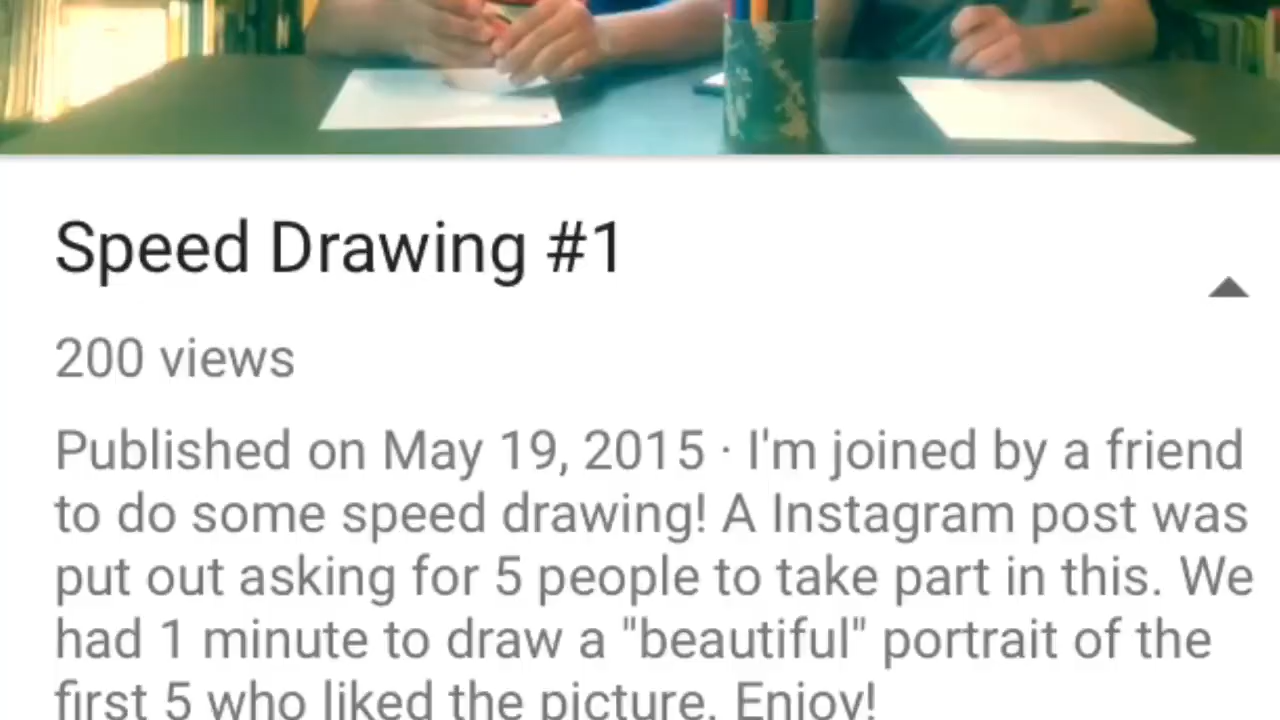 Speed Drawing #1
200 views
Published on May 19, 2015 · I'm joined by a friend
to do some speed drawing! A Instagram post was
put out asking for 5 people to take part in this. We
had 1 minute to draw a "beautiful" portrait of the
first 5 who liked the picture. Enjoy!